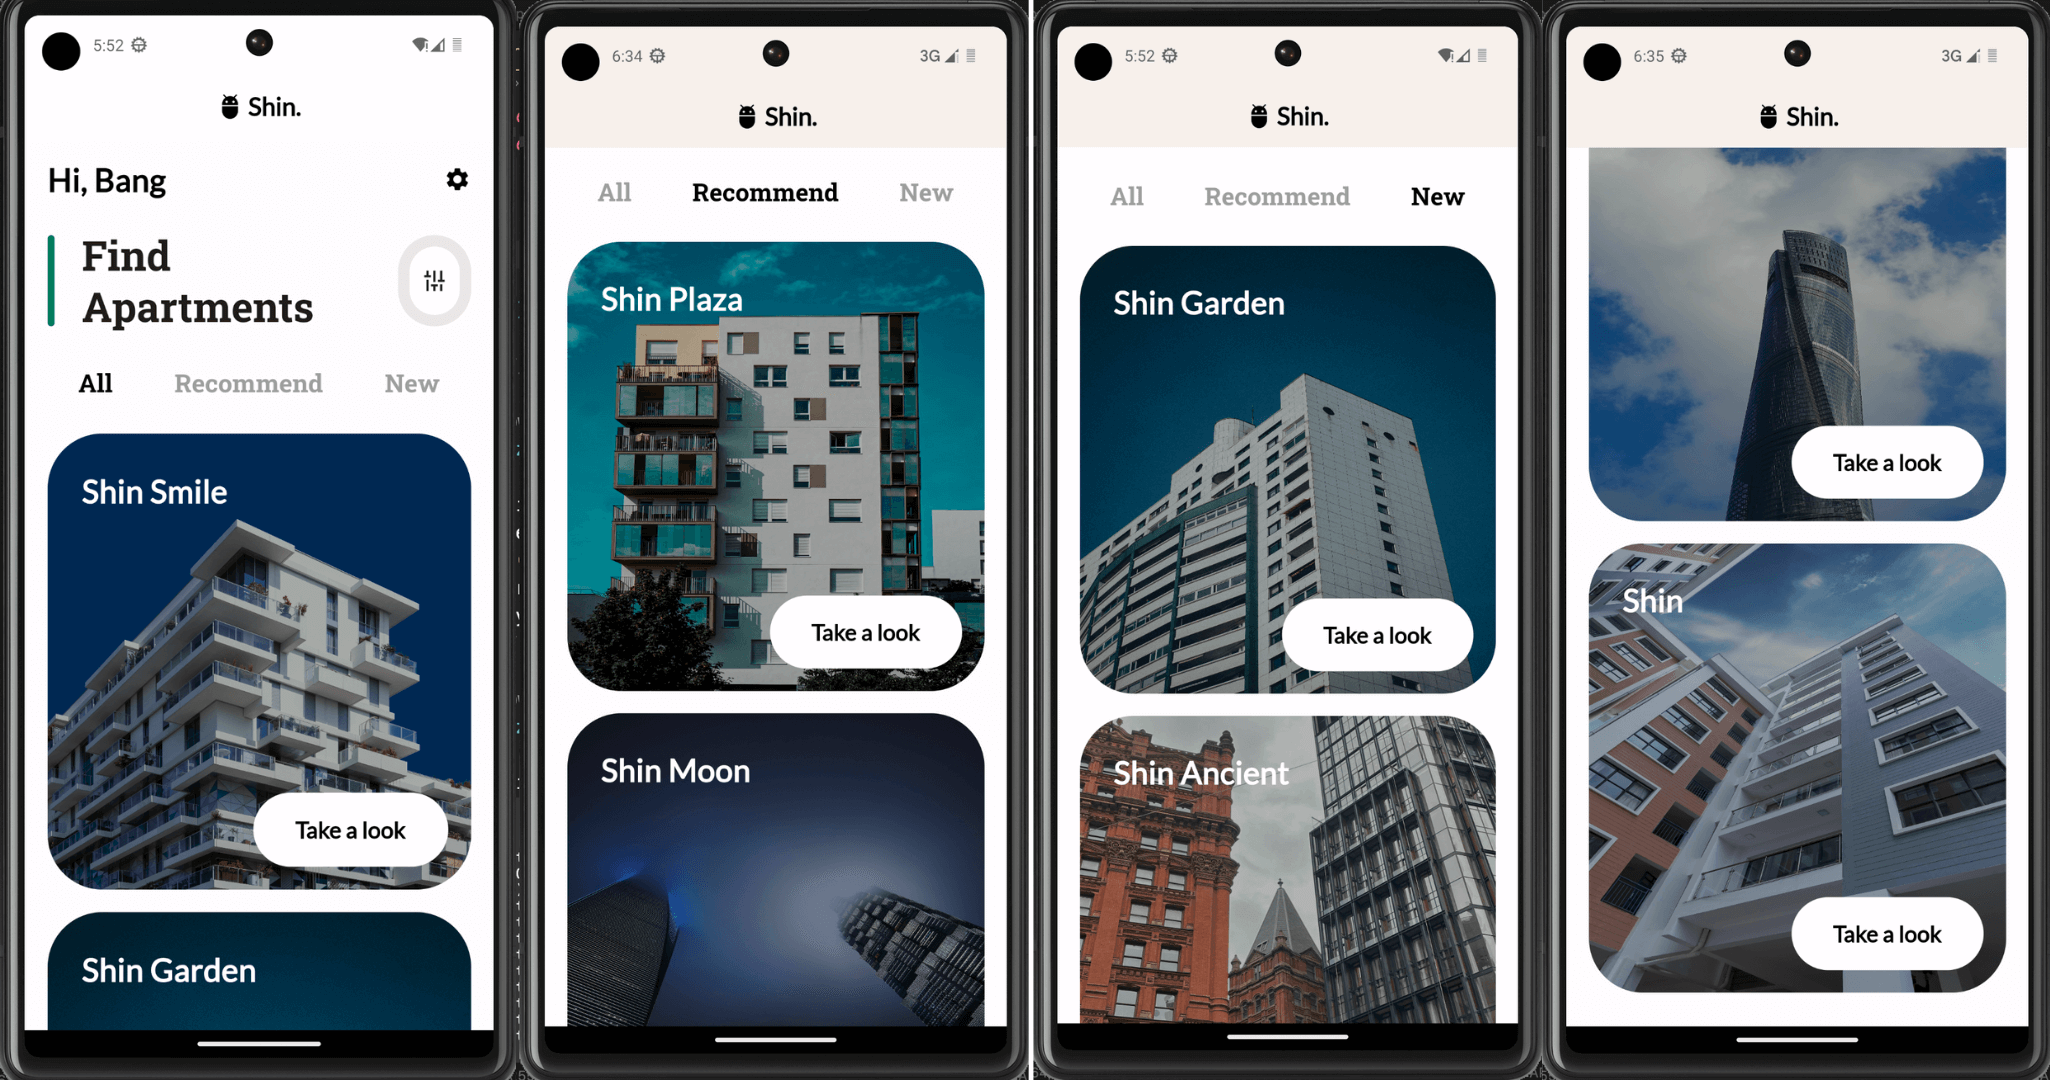 5:52
Shin.
Hi, Bang
Find
Apartments
All Recommend New
Shin Smile
Take a look
Shin Garden
6:34 3G
Shin.
All Recommend New
Shin Plaza
Take a look
Shin Moon
5:52
Shin.
All Recommend New
Shin Garden
Take a look
Shin Ancient
6:35 3G
Shin.
Take a look
Shin
Take a look